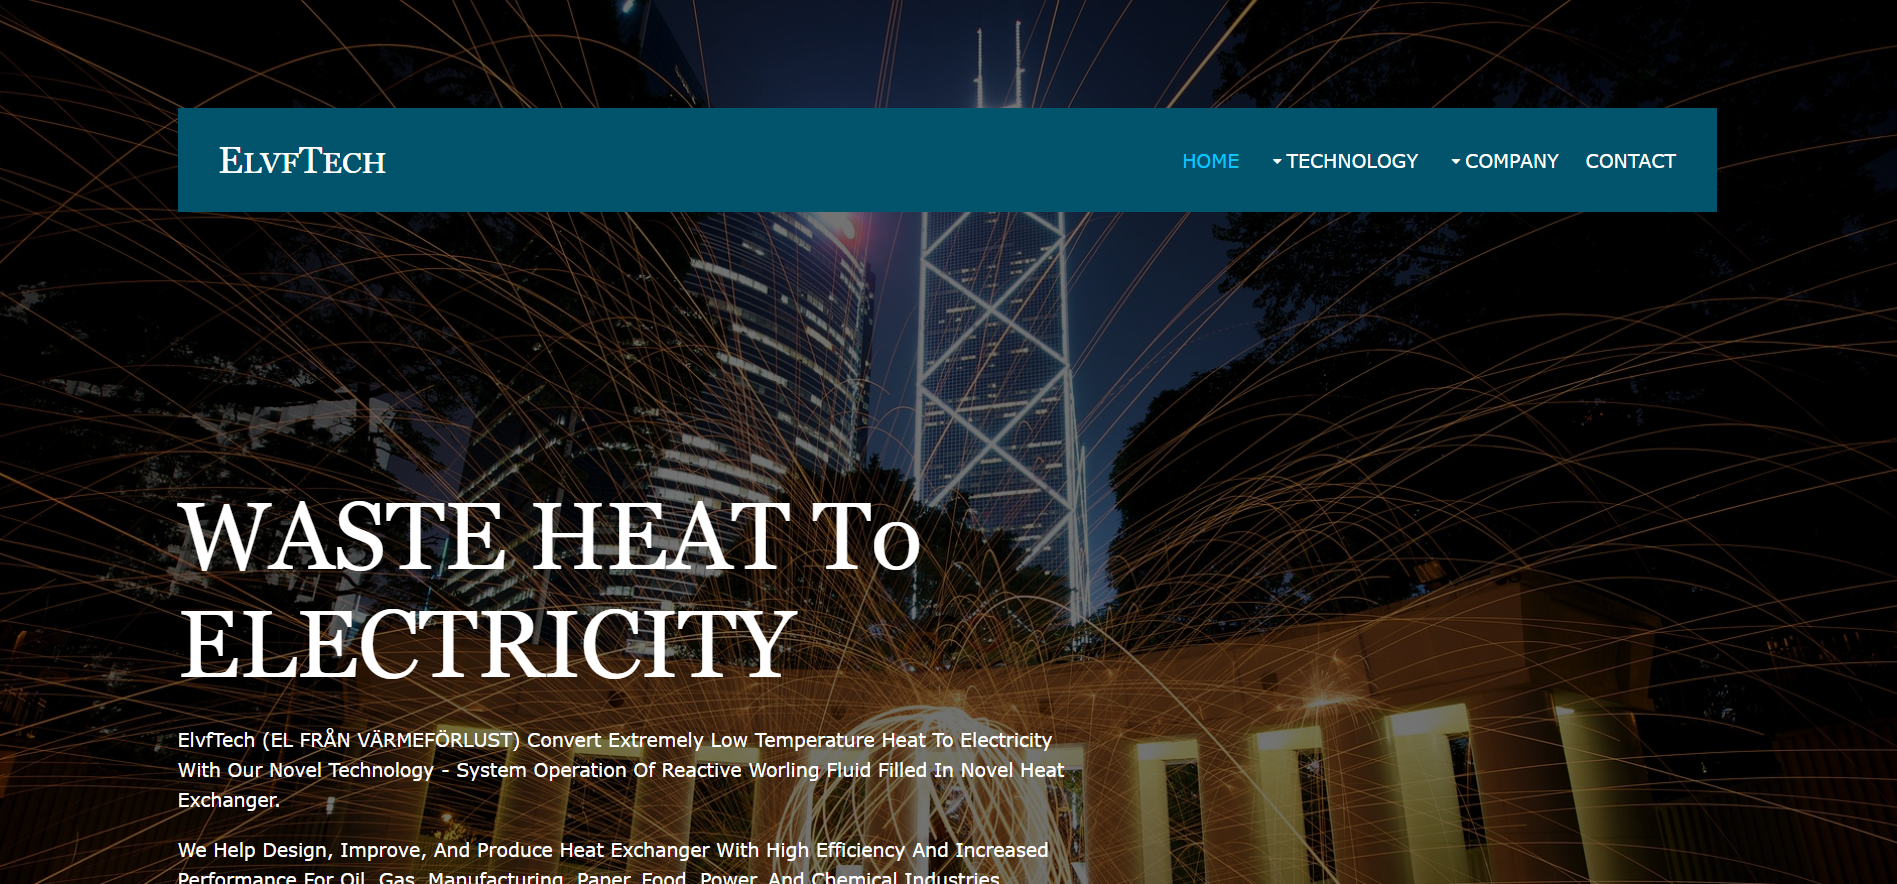 ElvfTech
HOME
TECHNOLOGY
COMPANY
CONTACT
WASTE HEAT To
ELECTRICITY
ElvfTech (EL FRÅN VÄRMEFÖRLUST) Convert Extremely Low Temperature Heat To Electricity
With Our Novel Technology - System Operation Of Reactive Worling Fluid Filled In Novel Heat
Exchanger.
We Help Design, Improve, And Produce Heat Exchanger With High Efficiency And Increased
Performance For Oil, Gas, Manufacturing, Paper, Food, Power, And Chemical Industries